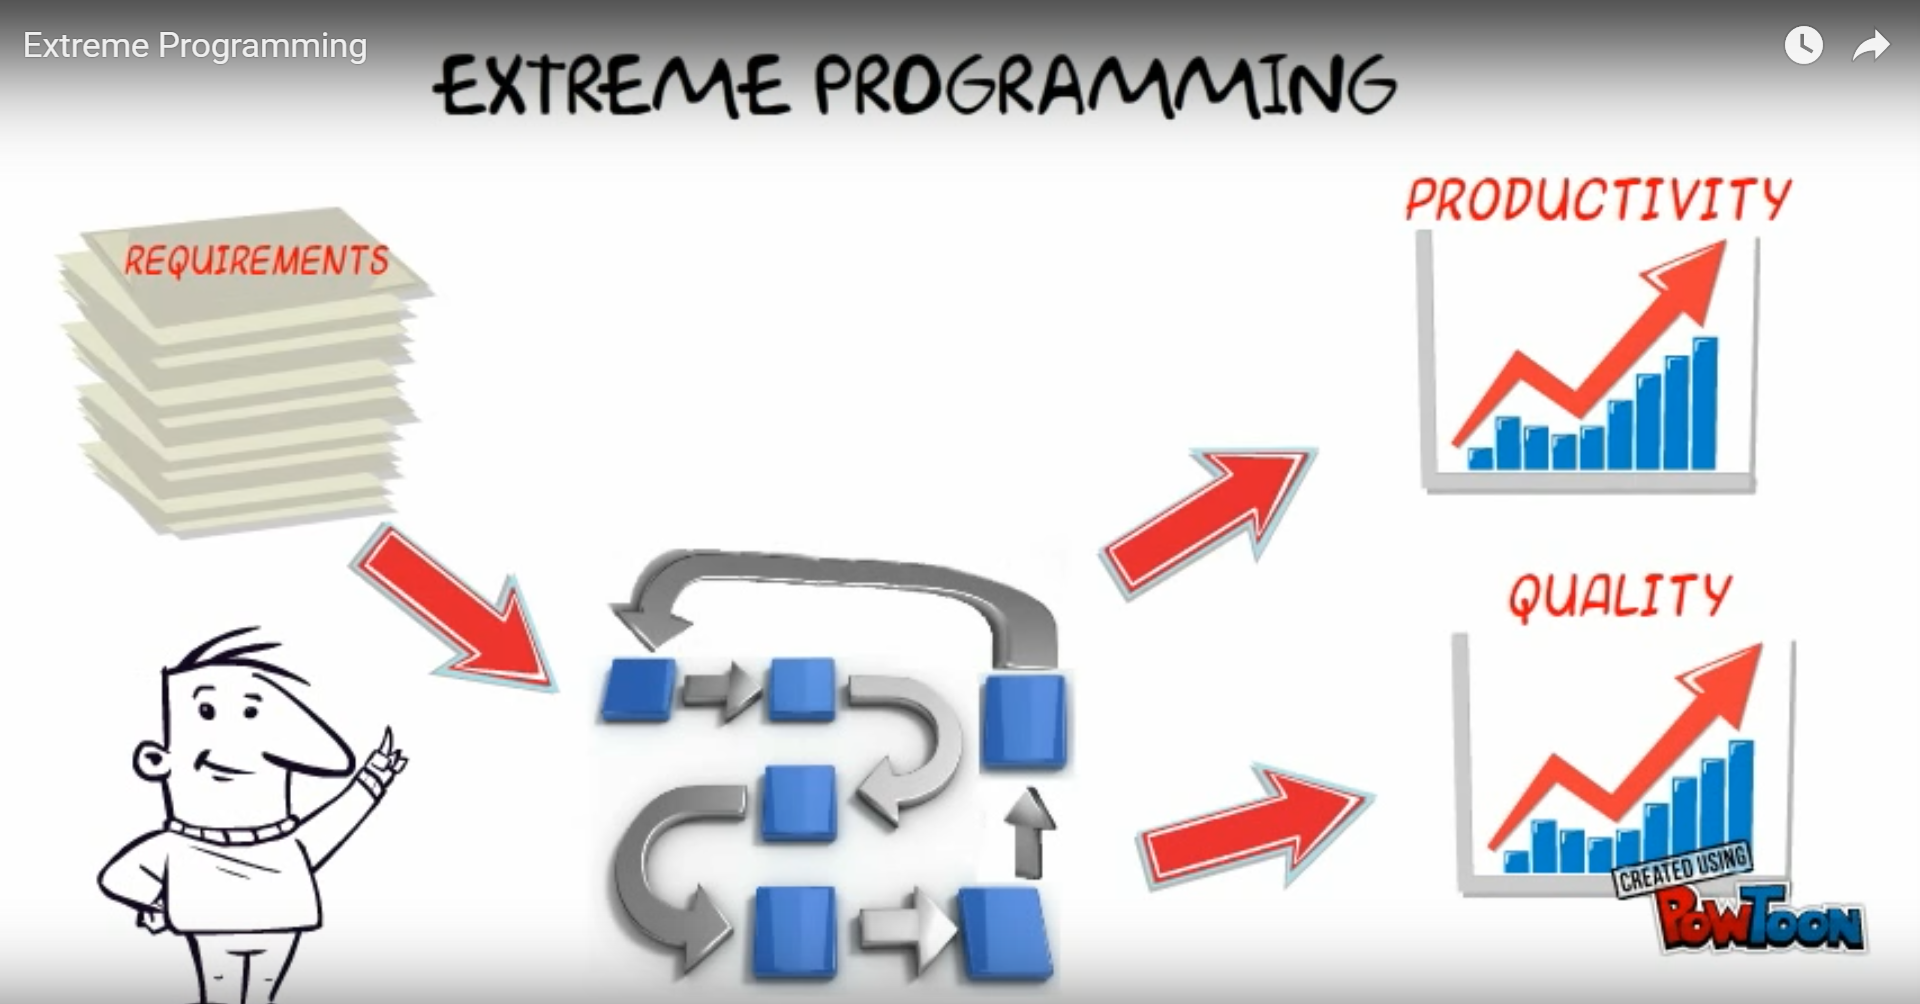 Extreme Programming
EXTREME PROGRAMMING
REQUIREMENTS
PRODUCTIVITY
QUALITY
CREATED USING
POWTOON